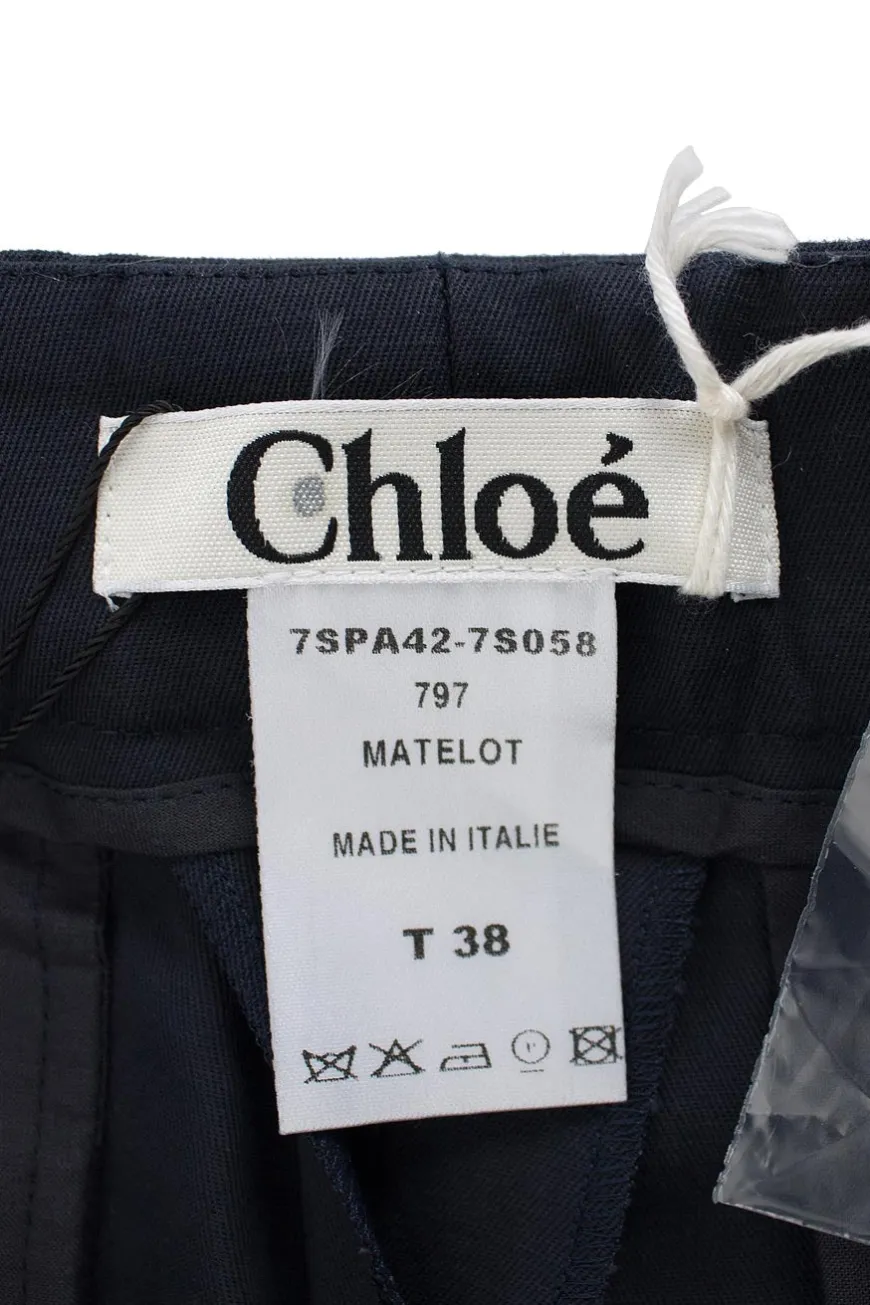 Chloé
7SPA42-7S058
797
MATELOT
MADE IN ITALIE
T 38